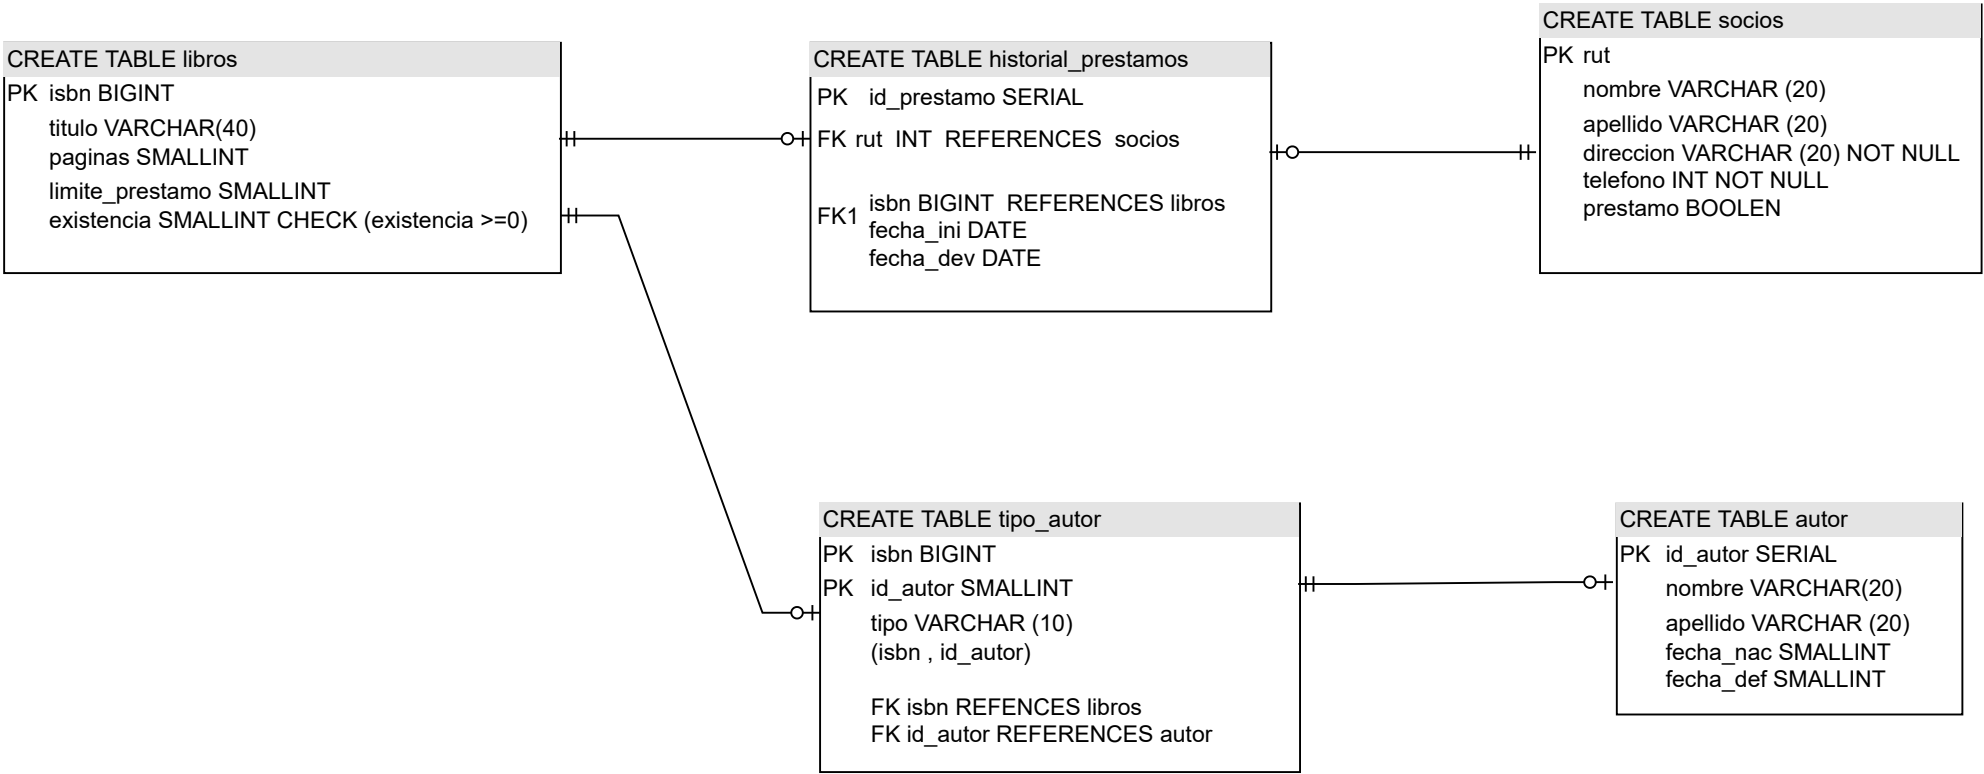 CREATE TABLE libros
PK isbn BIGINT
titulo VARCHAR(40)
paginas SMALLINT
limite_prestamo SMALLINT
existencia SMALLINT CHECK (existencia >=0)
CREATE TABLE historial_prestamos
PK id_prestamo SERIAL
FK rut INT REFERENCES socios
FK1 isbn BIGINT REFERENCES libros
fecha_ini DATE
fecha_dev DATE
CREATE TABLE socios
PK rut
nombre VARCHAR (20)
apellido VARCHAR (20)
direccion VARCHAR (20) NOT NULL
telefono INT NOT NULL
prestamo BOOLEN
CREATE TABLE tipo_autor
PK isbn BIGINT
PK id_autor SMALLINT
tipo VARCHAR (10)
(isbn , id_autor)
FK isbn REFENCES libros
FK id_autor REFERENCES autor
CREATE TABLE autor
PK id_autor SERIAL
nombre VARCHAR(20)
apellido VARCHAR (20)
fecha_nac SMALLINT
fecha_def SMALLINT